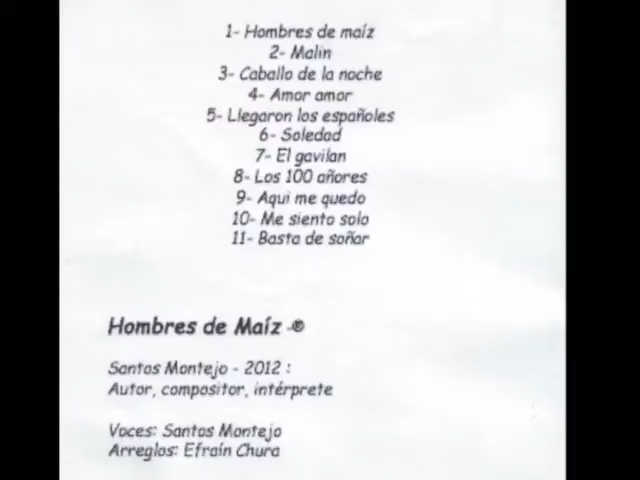 1- Hombres de maíz
2- Malin
3- Caballo de la noche
4- Amor amor
5- Llegaron los españoles
6- Soledad
7- El gavilan
8- Los 100 añores
9- Aqui me quedo
10- Me siento solo
11- Basta de soñar
Hombres de Maíz -®
Santos Montejo - 2012 :
Autor, compositor, intérprete
Voces: Santos Montejo
Arreglos: Efraín Chura